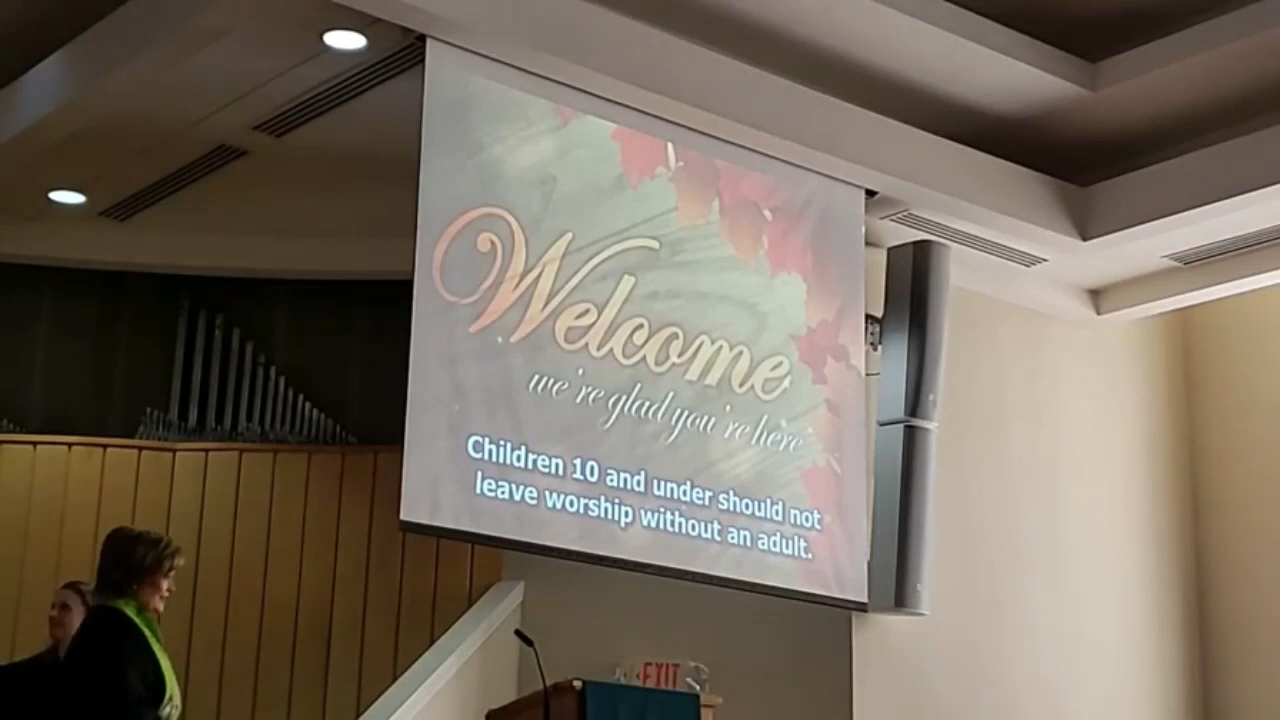 Welcome
we're glad you're here
Children 10 and under should not
leave worship without an adult.
EXIT